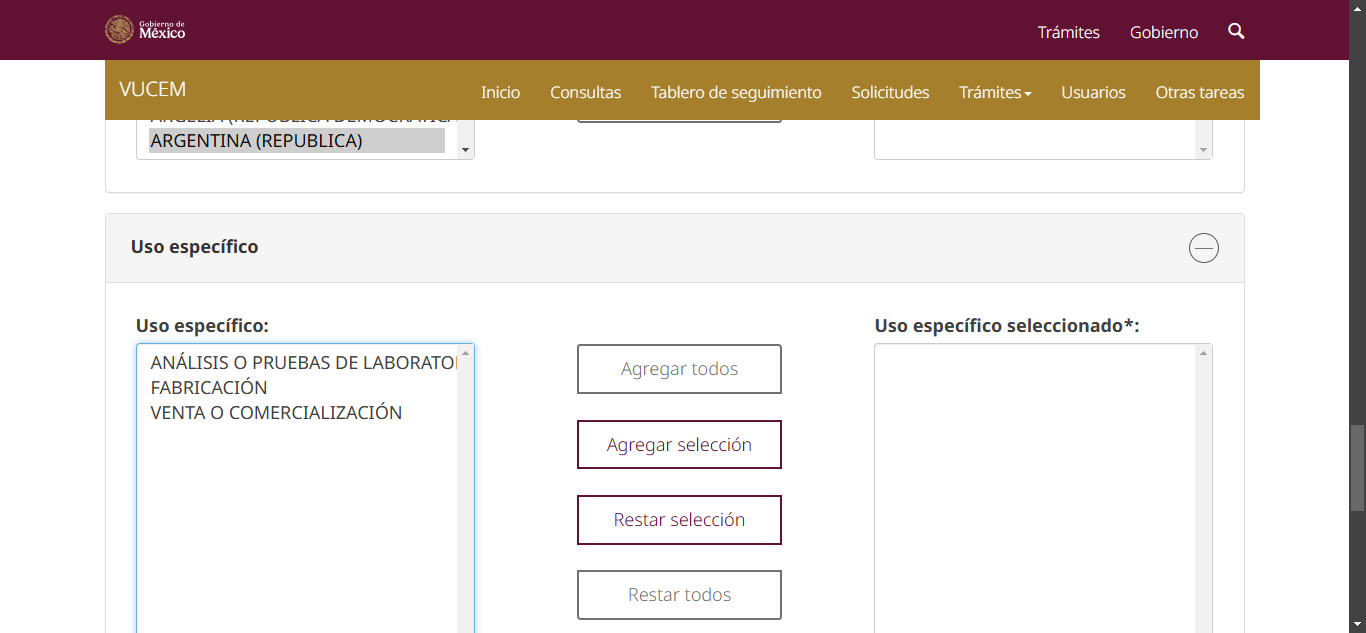 Gobierno de
México
Trámites
Gobierno
VUCEM
Inicio
Consultas
Tablero de seguimiento
Solicitudes
Trámites
Usuarios
Otras tareas
ARGENTINA (REPUBLICA)
Uso específico
Uso específico:
Uso específico seleccionado*:
ANÁLISIS O PRUEBAS DE
FABRICACIÓN
VENTA O COMERCIALIZACIÓN
Agregar todos
Agregar selección
Restar selección
Restar todos